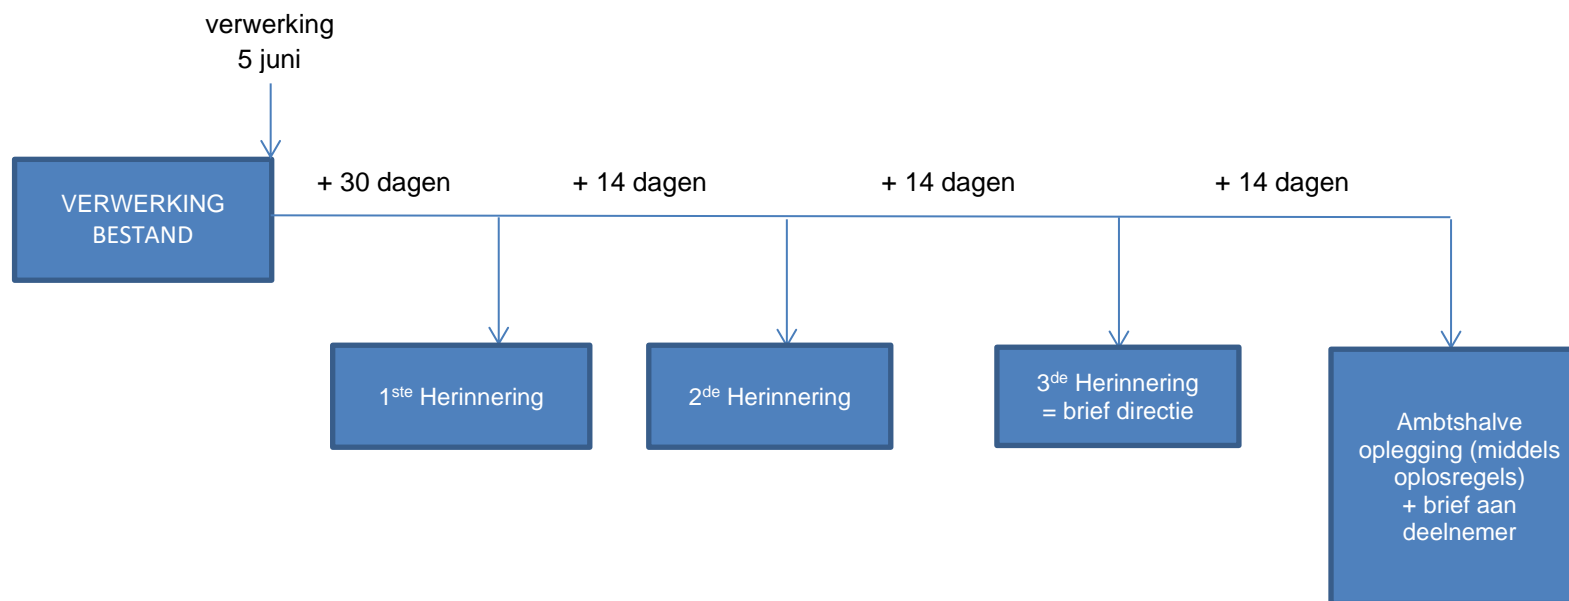 verwerking
5 juni
VERWERKING
BESTAND
+ 30 dagen
+ 14 dagen
+ 14 dagen
+ 14 dagen
1ste Herinnering
2de Herinnering
3de Herinnering
= brief directie
Ambtshalve
oplegging (middels
oplosregels)
+ brief aan
deelnemer